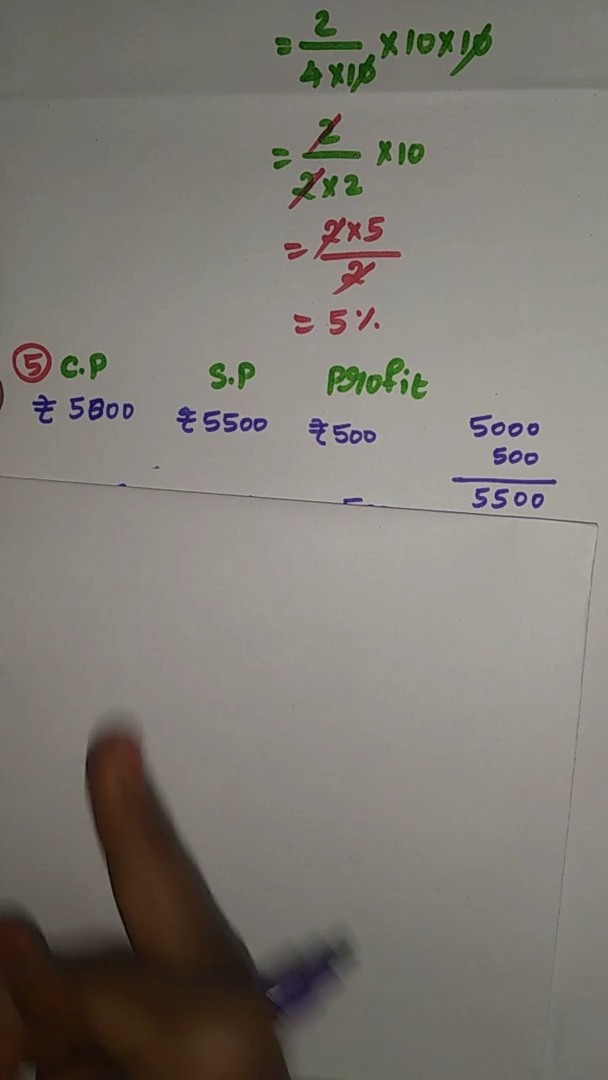 = 2/4×10 ×10×10
= 2/2×2 ×10
= 2×5/2
= 5%
5 C.P S.P Profit
₹ 5000 ₹ 5500 ₹ 500 5000
500
5500